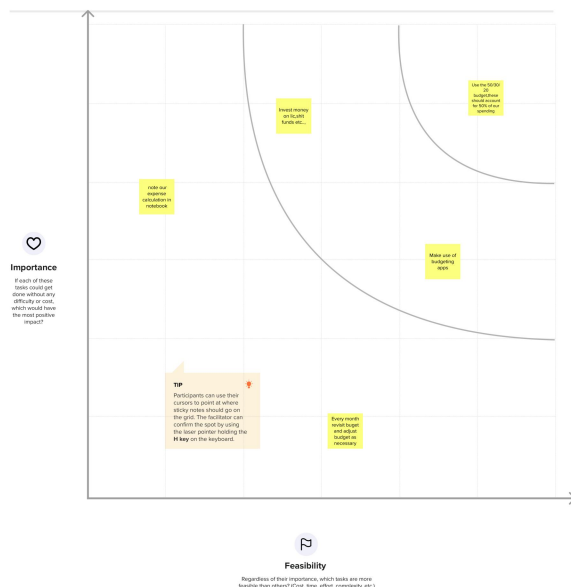 Use the 50/30/
20
budget,these
should account
for 50% of our
spending
Invest money
on lic,shit
funds etc...
note our
expense
calculation in
notebook
Make use of
budgeting
apps
Importance
If each of these
tasks could get
done without any
difficulty or cost,
which would have
the most positive
impact?
TIP
Participants can use their
cursors to point at where
sticky notes should go on
the grid. The facilitator can
confirm the spot by using
the laser pointer holding the
H key on the keyboard.
Every month
revisit buget
and adjust
budget as
necessary
Feasibility
Regardless of their importance, which tasks are more
feasible than others? (Cost, time, effort, complexity, etc.)